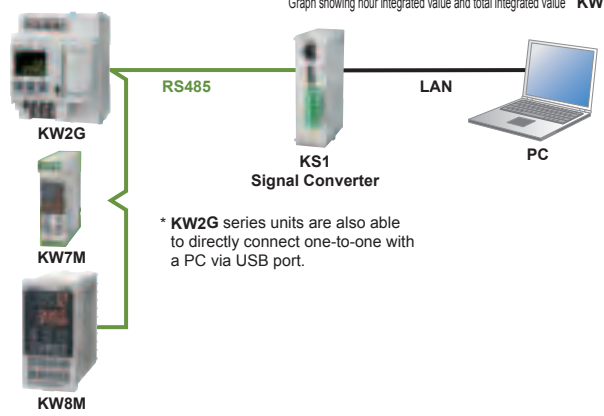 Graph showing hour integrated value and total integrated value KW
RS485
LAN
KW2G
PC
KS1
Signal Converter
* KW2G series units are also able
to directly connect one-to-one with
a PC via USB port.
KW7M
KW8M